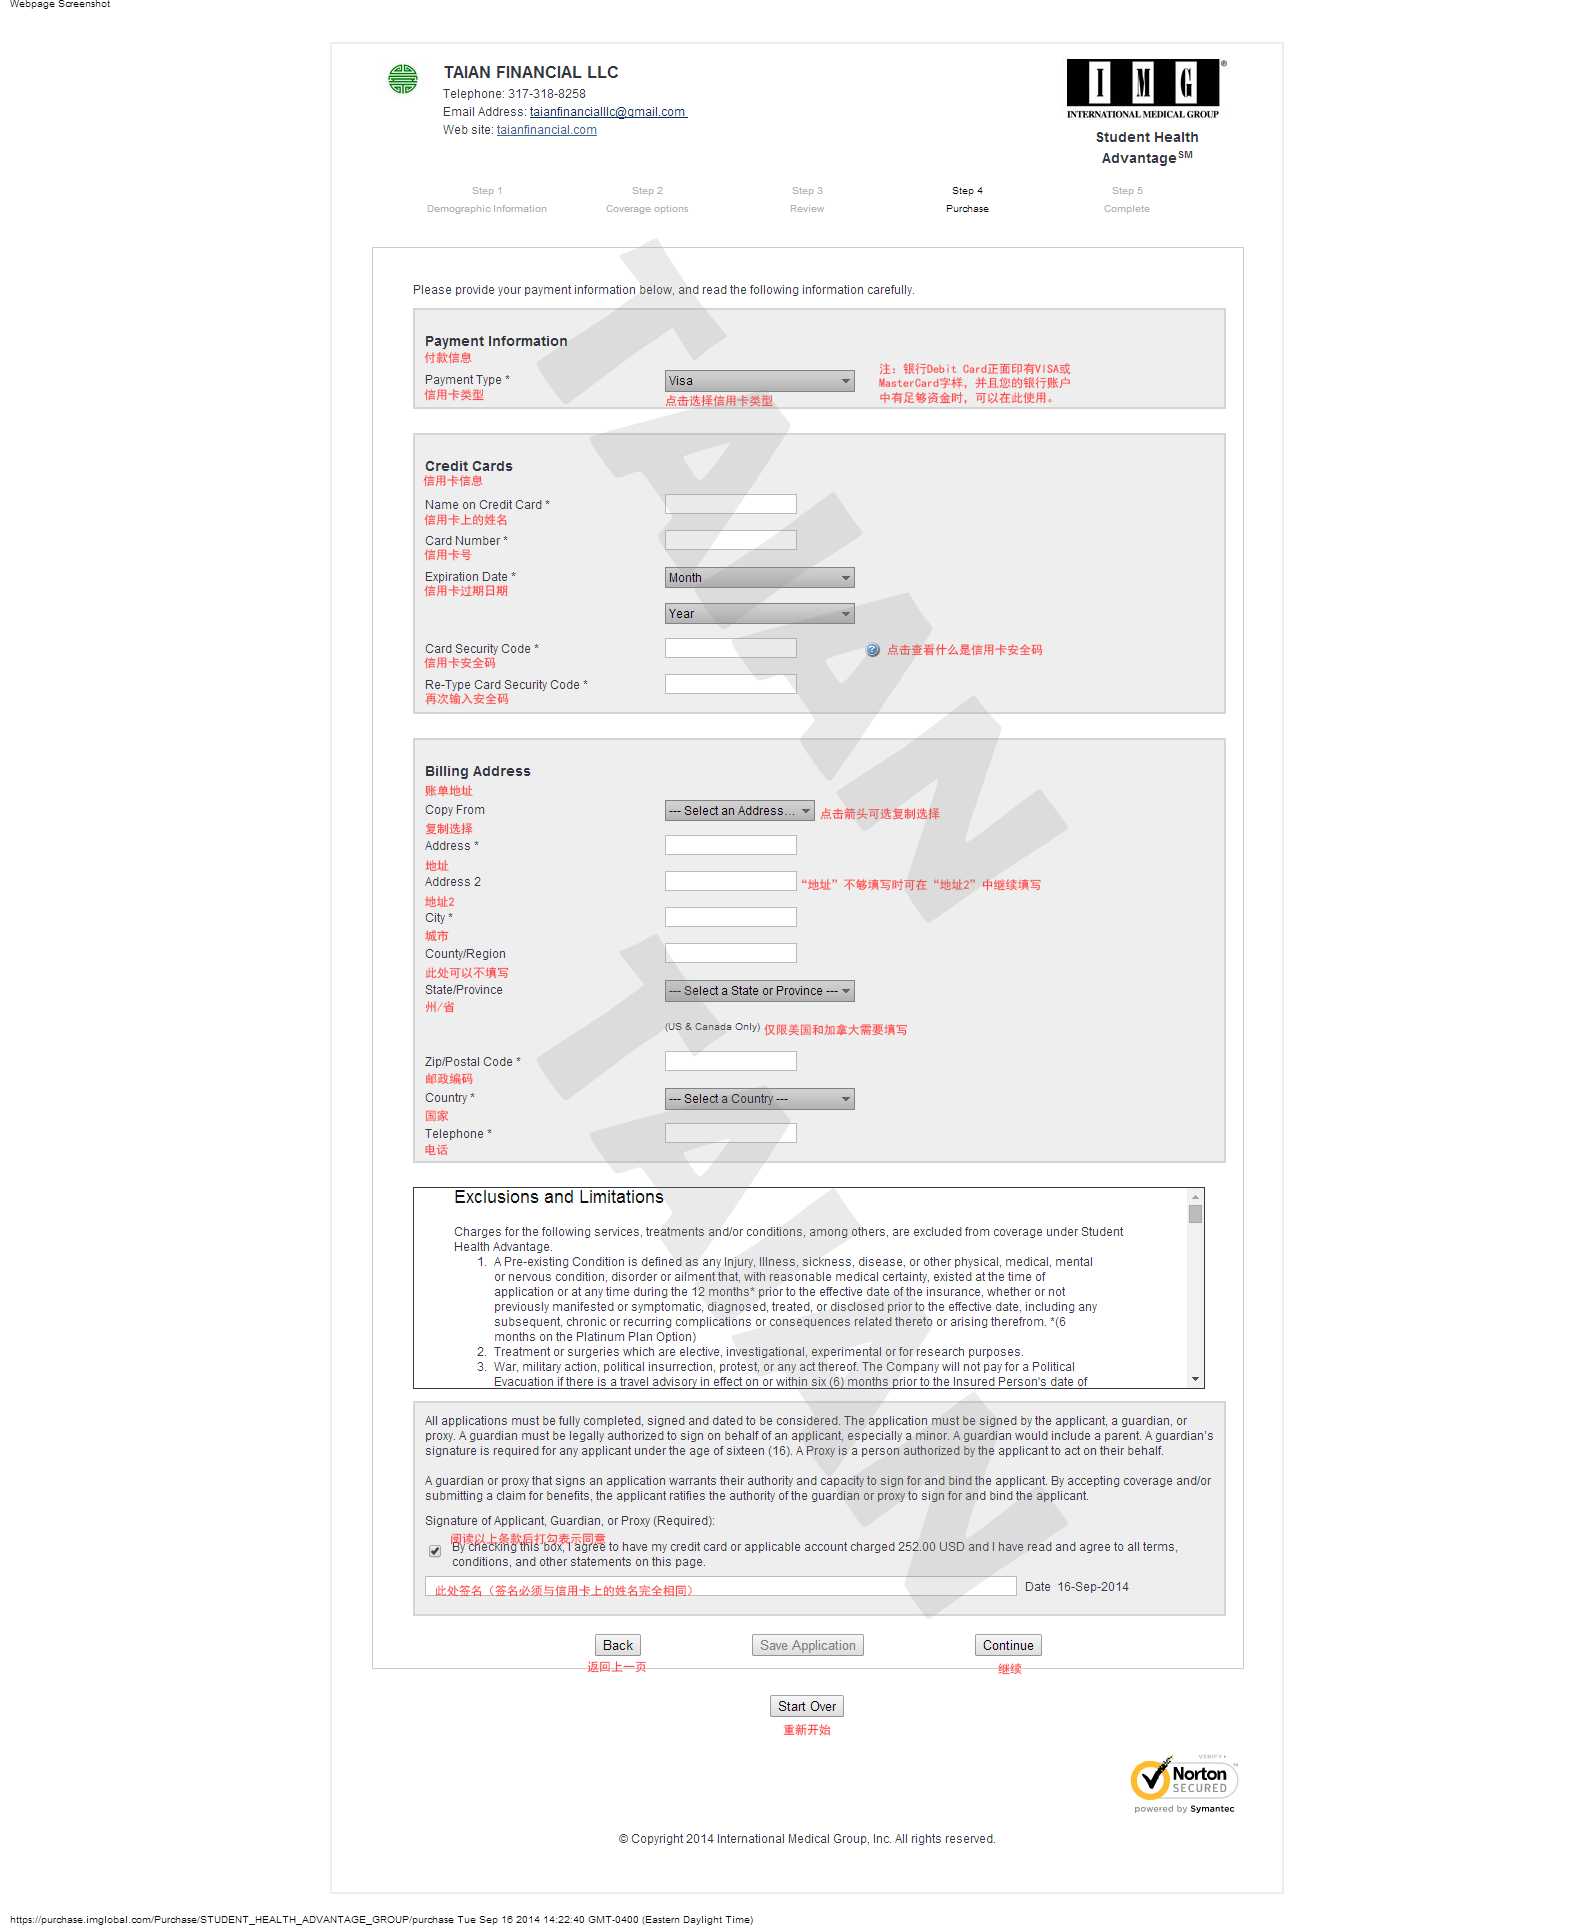 Webpage Screenshot
TAIAN FINANCIAL LLC
Telephone: 317-318-8258
Email Address: taianfinancialllc@gmail.com
Web site: taianfinancial.com
IMG®
INTERNATIONAL MEDICAL GROUP
Student Health
Advantage℠
Step 1
Demographic Information
Step 2
Coverage options
Step 3
Review
Step 4
Purchase
Step 5
Complete
Please provide your payment information below, and read the following information carefully.
Payment Information
付款信息
Payment Type *
信用卡类型
Visa
点击选择信用卡类型
注：银行Debit Card正面印有VISA或
MasterCard字样，并且您的银行账户
中有足够资金时，可以在此使用。
Credit Cards
信用卡信息
Name on Credit Card *
信用卡上的姓名
Card Number *
信用卡号
Expiration Date *
Month
信用卡过期日期
Year
Card Security Code *
点击查看什么是信用卡安全码
信用卡安全码
Re-Type Card Security Code *
再次输入安全码
Billing Address
账单地址
Copy From
--- Select an Address...
点击箭头可选复制选择
复制选择
Address *
地址
Address 2
“地址”不够填写时可在“地址2”中继续填写
地址2
City *
城市
County/Region
此处可以不填写
State/Province
--- Select a State or Province ---
州/省
(US & Canada Only) 仅限美国和加拿大需要填写
Zip/Postal Code *
邮政编码
Country *
--- Select a Country ---
国家
Telephone *
电话
Exclusions and Limitations
Charges for the following services, treatments and/or conditions, among others, are excluded from coverage under Student
Health Advantage.
1. A Pre-existing Condition is defined as any Injury, Illness, sickness, disease, or other physical, medical, mental
or nervous condition, disorder or ailment that, with reasonable medical certainty, existed at the time of
application or at any time during the 12 months* prior to the effective date of the insurance, whether or not
previously manifested or symptomatic, diagnosed, treated, or disclosed prior to the effective date, including any
subsequent, chronic or recurring complications or consequences related thereto or arising therefrom. *(6
months on the Platinum Plan Option)
2. Treatment or surgeries which are elective, investigational, experimental or for research purposes.
3. War, military action, political insurrection, protest, or any act thereof. The Company will not pay for a Political
Evacuation if there is a travel advisory in effect on or within six (6) months prior to the Insured Person's date of
All applications must be fully completed, signed and dated to be considered. The application must be signed by the applicant, a guardian, or
proxy. A guardian must be legally authorized to sign on behalf of an applicant, especially a minor. A guardian would include a parent. A guardian's
signature is required for any applicant under the age of sixteen (16). A Proxy is a person authorized by the applicant to act on their behalf.
A guardian or proxy that signs an application warrants their authority and capacity to sign for and bind the applicant. By accepting coverage and/or
submitting a claim for benefits, the applicant ratifies the authority of the guardian or proxy to sign for and bind the applicant.
Signature of Applicant, Guardian, or Proxy (Required):
阅读以上条款后打勾表示同意
By checking this box, I agree to have my credit card or applicable account charged 252.00 USD and I have read and agree to all terms,
conditions, and other statements on this page.
此处签名（签名必须与信用卡上的姓名完全相同）
Date 16-Sep-2014
Back
Save Application
Continue
返回上一页
继续
Start Over
重新开始
VERIFY
Norton
SECURED
powered by Symantec
© Copyright 2014 International Medical Group, Inc. All rights reserved.
TAIAN
TAIAN
https://purchase.imglobal.com/Purchase/STUDENT_HEALTH_ADVANTAGE_GROUP/purchase Tue Sep 16 2014 14:22:40 GMT-0400 (Eastern Daylight Time)